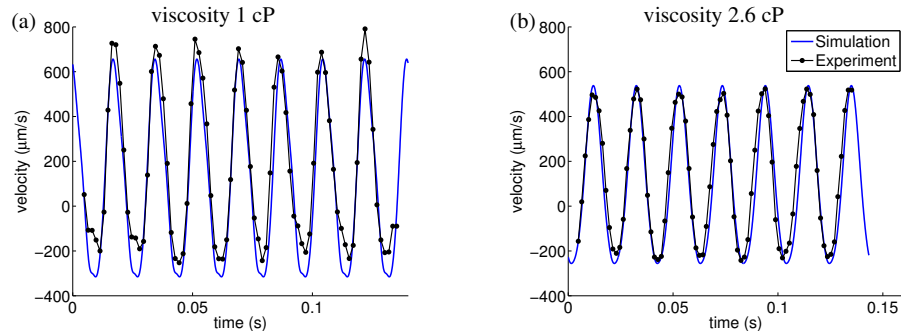 (a) viscosity 1 cP
800
600
400
200
0
−200
−400
velocity (µm/s)
0 0.05 0.1
time (s)
(b) viscosity 2.6 cP
800
600
400
200
0
−200
−400
velocity (µm/s)
0 0.05 0.1 0.15
time (s)
Simulation
Experiment